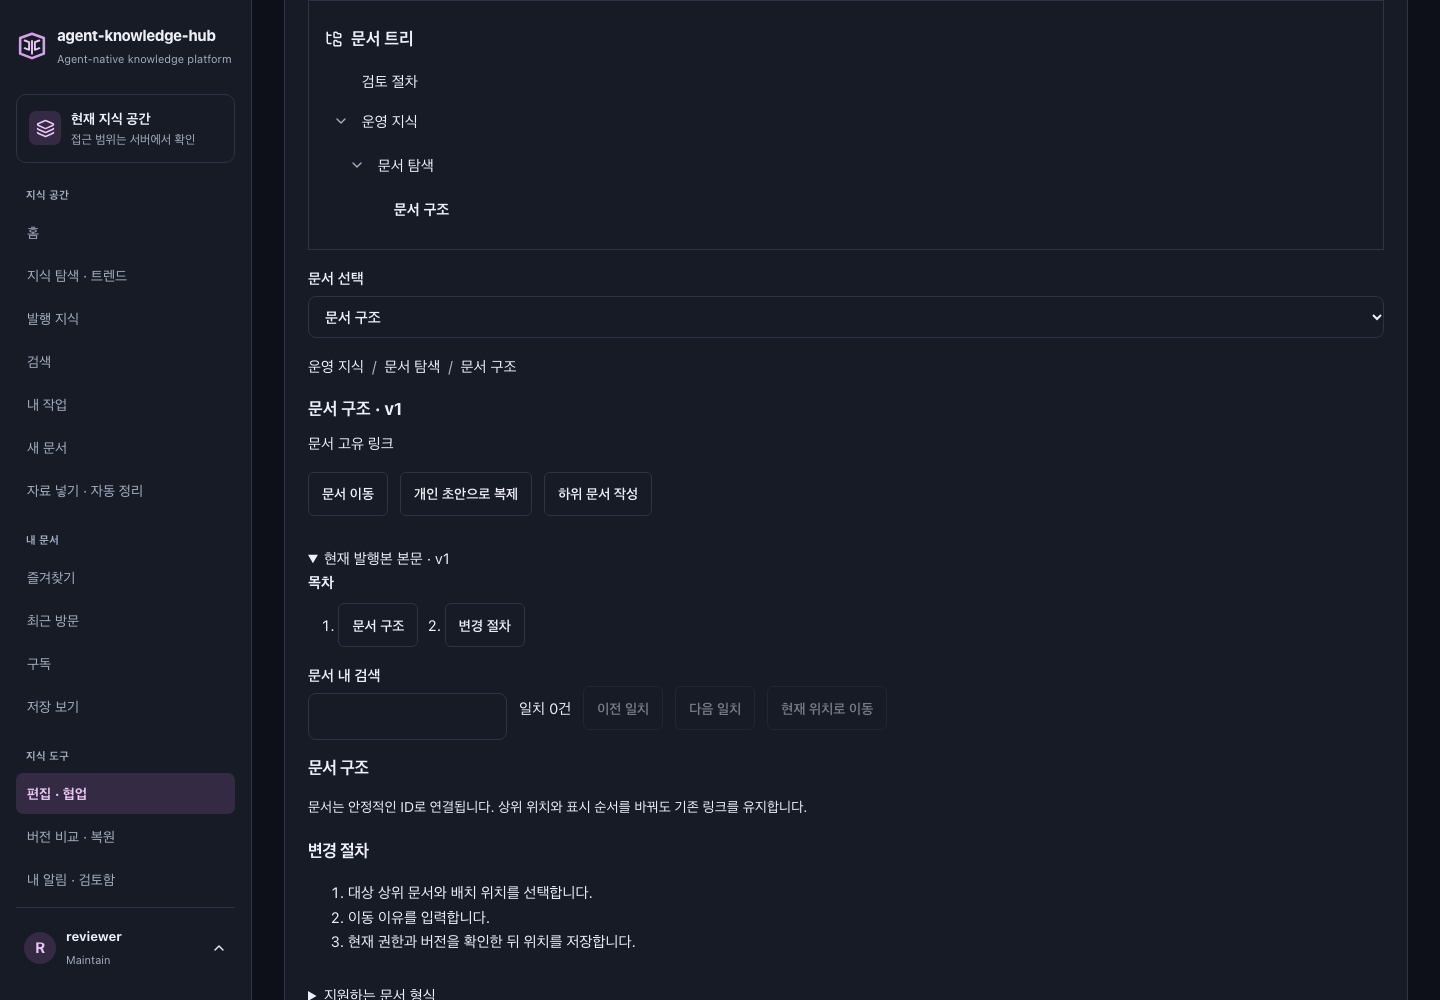 agent-knowledge-hub
Agent-native knowledge platform
현재 지식 공간
접근 범위는 서버에서 확인
지식 공간
홈
지식 탐색 · 트렌드
발행 지식
검색
내 작업
새 문서
자료 넣기 · 자동 정리
내 문서
즐겨찾기
최근 방문
구독
저장 보기
지식 도구
편집 · 협업
버전 비교 · 복원
내 알림 · 검토함
R
reviewer
Maintain
문서 트리
검토 절차
운영 지식
문서 탐색
문서 구조
문서 선택
문서 구조
운영 지식 / 문서 탐색 / 문서 구조
문서 구조 · v1
문서 고유 링크
문서 이동 개인 초안으로 복제 하위 문서 작성
▼ 현재 발행본 본문 · v1
목차
1. 문서 구조 2. 변경 절차
문서 내 검색
일치 0건 이전 일치 다음 일치 현재 위치로 이동
문서 구조
문서는 안정적인 ID로 연결됩니다. 상위 위치와 표시 순서를 바꿔도 기존 링크를 유지합니다.
변경 절차
1. 대상 상위 문서와 배치 위치를 선택합니다.
2. 이동 이유를 입력합니다.
3. 현재 권한과 버전을 확인한 뒤 위치를 저장합니다.
▶ 지원하는 문서 형식